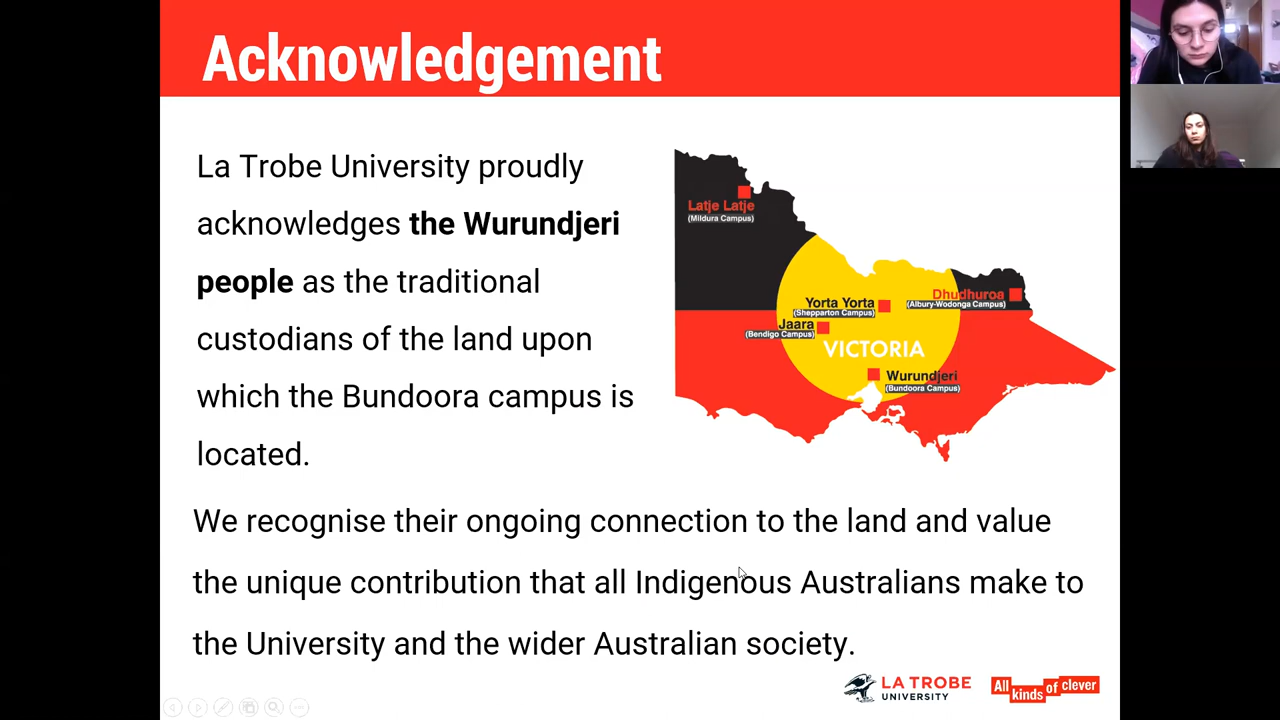 Acknowledgement
La Trobe University proudly
acknowledges the Wurundjeri
people as the traditional
custodians of the land upon
which the Bundoora campus is
located.
Latje Latje
(Mildura Campus)
Dhudhuroa
(Albury-Wodonga Campus)
Yorta Yorta
(Shepparton Campus)
Jaara
(Bendigo Campus)
VICTORIA
Wurundjeri
(Bundoora Campus)
We recognise their ongoing connection to the land and value
the unique contribution that all Indigenous Australians make to
the University and the wider Australian society.
LA TROBE
UNIVERSITY
All kinds of clever